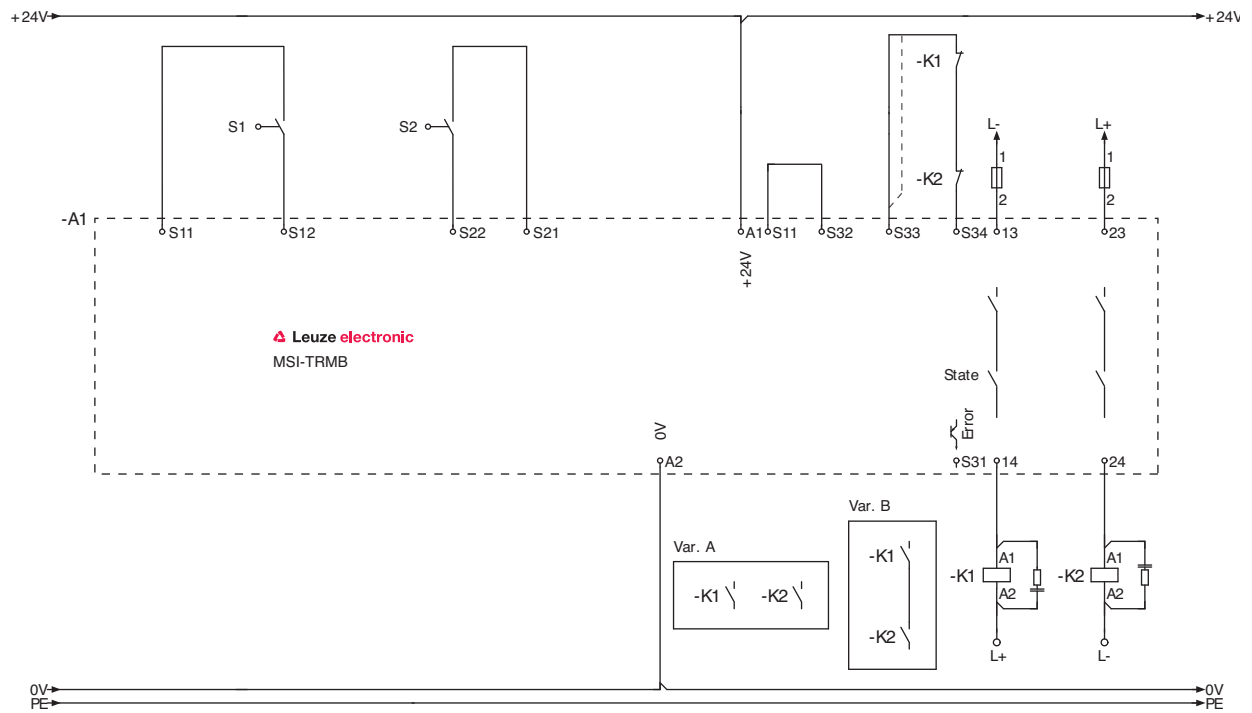 +24V +24V
-K1
S1 S2 L- L+
1 1
-K2
2 2
-A1
S11 S12 S22 S21 A1 S11 S32 S33 S34 13 23
+24V
Leuze electronic
MSI-TRMB
State
0V Error
A2 S31 14 24
Var. B
Var. A
-K1 A1 A1
-K1 -K2 -K1 -K2
A2 A2
-K2
L+ L-
0V 0V
PE PE